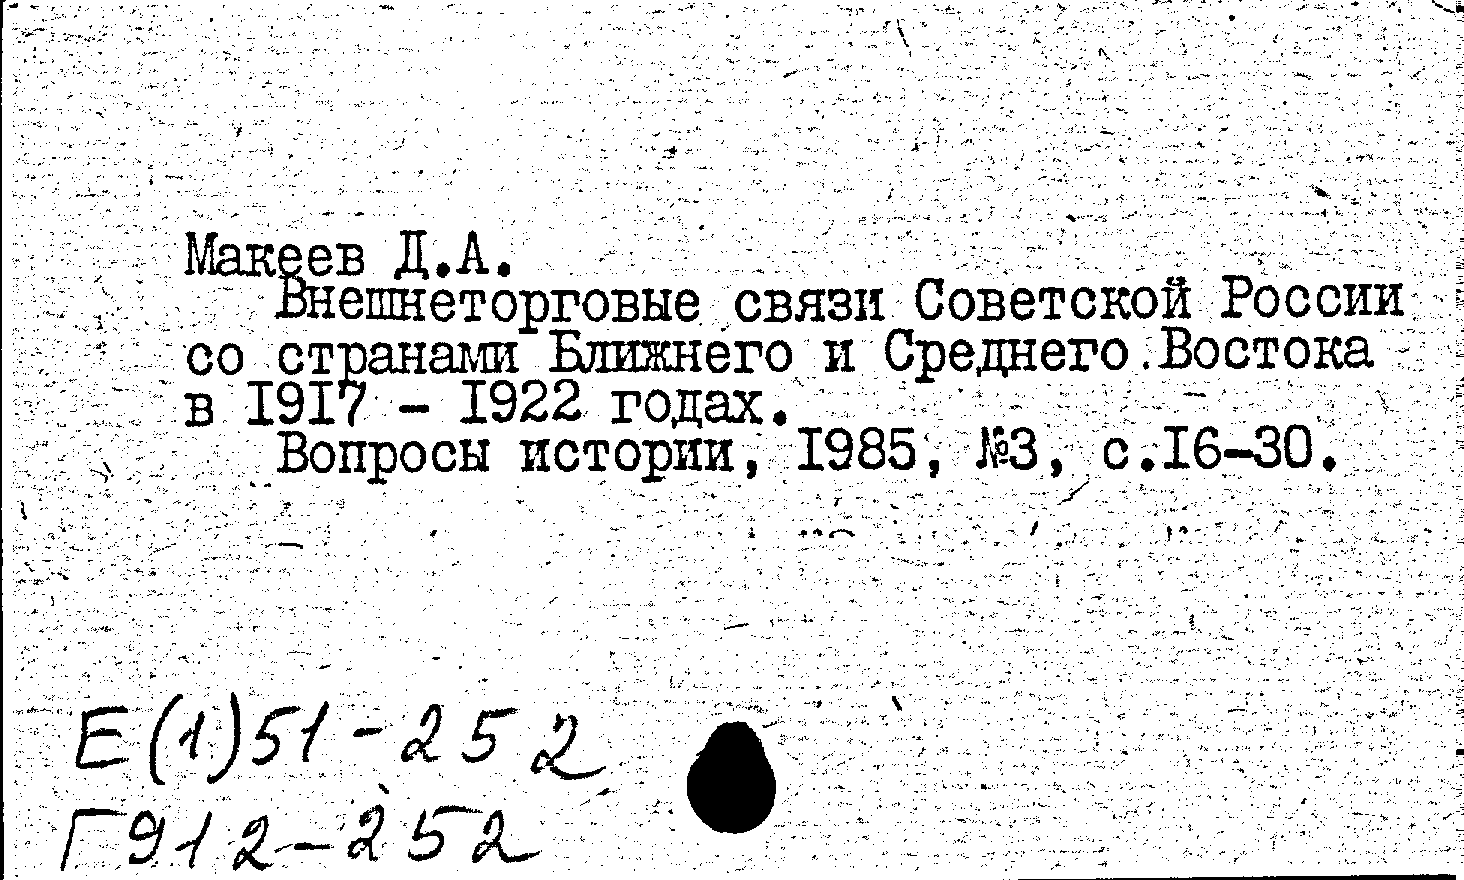 Макеев Д.А.
Внешнеторговые связи Советской России
со странами Ближнего и Среднего Востока
в 1917 - 1922 годах.
Вопросы истории, 1985, №3, с.16-30.
Е(1)51-252
Г912-252